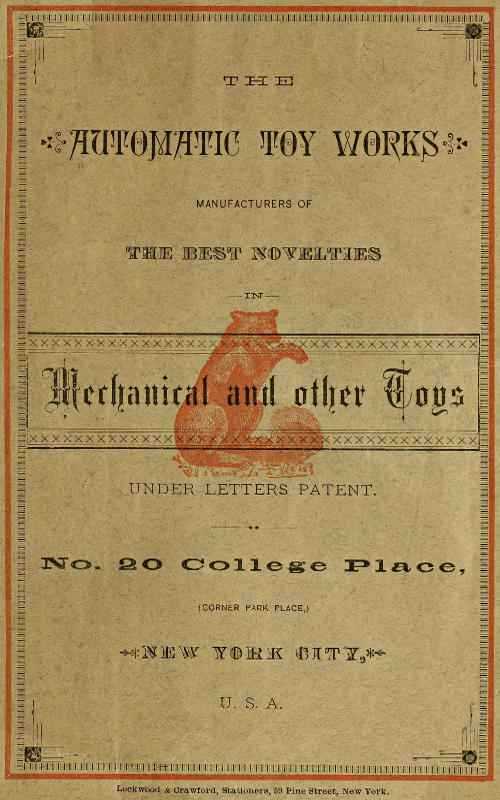 THE
AUTOMATIC TOY WORKS
MANUFACTURERS OF
THE BEST NOVELTIES
IN
Mechanical and other Toys
UNDER LETTERS PATENT.
No. 20 College Place,
(CORNER PARK PLACE,)
NEW YORK CITY,
U. S. A.
Lockwood & Crawford, Stationers, 59 Pine Street, New York.